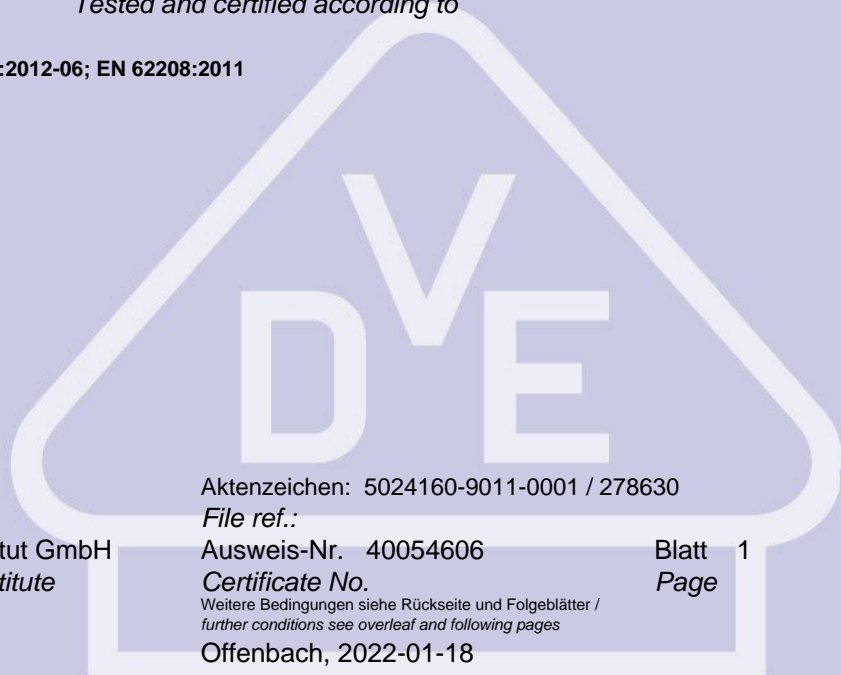 Tested and certified according to
:2012-06; EN 62208:2011
DVE
Aktenzeichen: 5024160-9011-0001 / 278630
File ref.:
tut GmbH Ausweis-Nr. 40054606 Blatt 1
titute Certificate No. Page
Weitere Bedingungen siehe Rückseite und Folgeblätter /
further conditions see overleaf and following pages
Offenbach, 2022-01-18